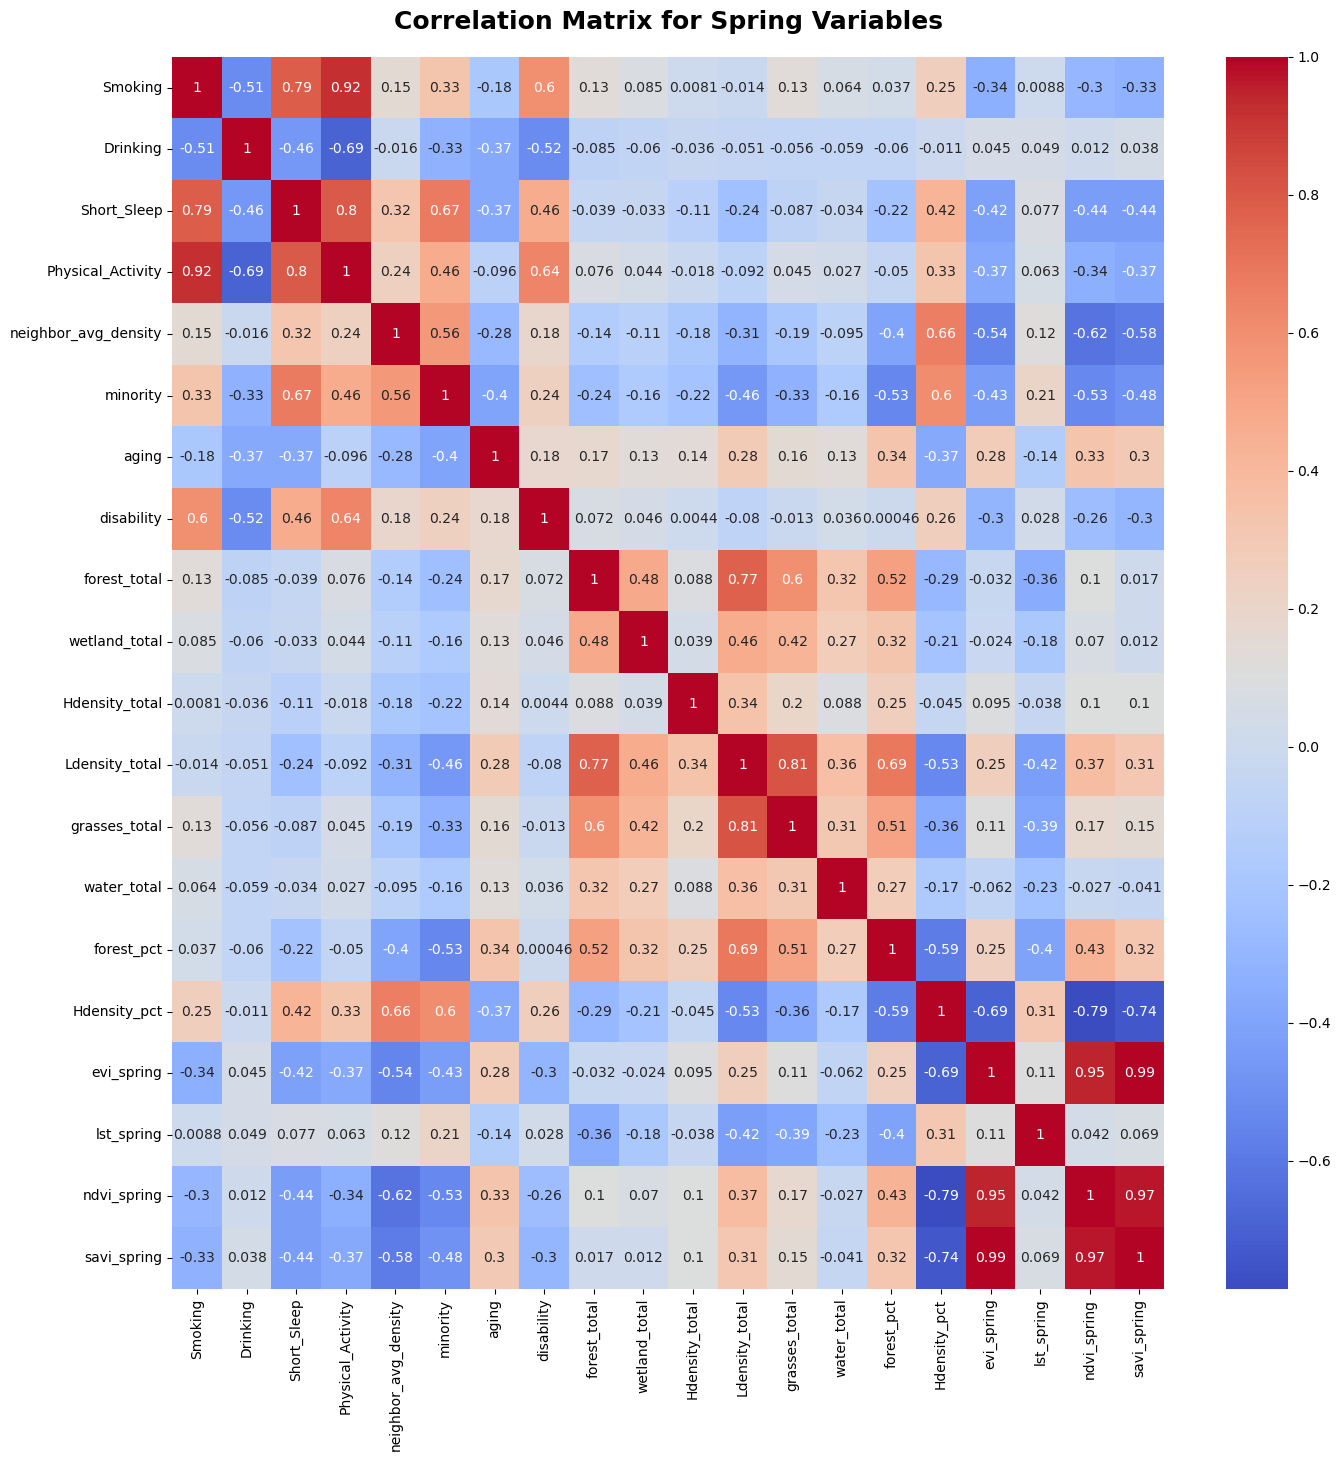 Correlation Matrix for Spring Variables
Smoking 1 -0.51 0.79 0.92 0.15 0.33 -0.18 0.6 0.13 0.085 0.0081 -0.014 0.13 0.064 0.037 0.25 -0.34 0.0088 -0.3 -0.33
Drinking -0.51 1 -0.46 -0.69 -0.016 -0.33 -0.37 -0.52 -0.085 -0.06 -0.036 -0.051 -0.056 -0.059 -0.06 -0.011 0.045 0.049 0.012 0.038
Short_Sleep 0.79 -0.46 1 0.8 0.32 0.67 -0.37 0.46 -0.039 -0.033 -0.11 -0.24 -0.087 -0.034 -0.22 0.42 -0.42 0.077 -0.44 -0.44
Physical_Activity 0.92 -0.69 0.8 1 0.24 0.46 -0.096 0.64 0.076 0.044 -0.018 -0.092 0.045 0.027 -0.05 0.33 -0.37 0.063 -0.34 -0.37
neighbor_avg_density 0.15 -0.016 0.32 0.24 1 0.56 -0.28 0.18 -0.14 -0.11 -0.18 -0.31 -0.19 -0.095 -0.4 0.66 -0.54 0.12 -0.62 -0.58
minority 0.33 -0.33 0.67 0.46 0.56 1 -0.4 0.24 -0.24 -0.16 -0.22 -0.46 -0.33 -0.16 -0.53 0.6 -0.43 0.21 -0.53 -0.48
aging -0.18 -0.37 -0.37 -0.096 -0.28 -0.4 1 0.18 0.17 0.13 0.14 0.28 0.16 0.13 0.34 -0.37 0.28 -0.14 0.33 0.3
disability 0.6 -0.52 0.46 0.64 0.18 0.24 0.18 1 0.072 0.046 0.0044 -0.08 -0.013 0.036 0.00046 0.26 -0.3 0.028 -0.26 -0.3
forest_total 0.13 -0.085 -0.039 0.076 -0.14 -0.24 0.17 0.072 1 0.48 0.088 0.77 0.6 0.32 0.52 -0.29 -0.032 -0.36 0.1 0.017
wetland_total 0.085 -0.06 -0.033 0.044 -0.11 -0.16 0.13 0.046 0.48 1 0.039 0.46 0.42 0.27 0.32 -0.21 -0.024 -0.18 0.07 0.012
Hdensity_total 0.0081 -0.036 -0.11 -0.018 -0.18 -0.22 0.14 0.0044 0.088 0.039 1 0.34 0.2 0.088 0.25 -0.045 0.095 -0.038 0.1 0.1
Ldensity_total -0.014 -0.051 -0.24 -0.092 -0.31 -0.46 0.28 -0.08 0.77 0.46 0.34 1 0.81 0.36 0.69 -0.53 0.25 -0.42 0.37 0.31
grasses_total 0.13 -0.056 -0.087 0.045 -0.19 -0.33 0.16 -0.013 0.6 0.42 0.2 0.81 1 0.31 0.51 -0.36 0.11 -0.39 0.17 0.15
water_total 0.064 -0.059 -0.034 0.027 -0.095 -0.16 0.13 0.036 0.32 0.27 0.088 0.36 0.31 1 0.27 -0.17 -0.062 -0.23 -0.027 -0.041
forest_pct 0.037 -0.06 -0.22 -0.05 -0.4 -0.53 0.34 0.00046 0.52 0.32 0.25 0.69 0.51 0.27 1 -0.59 0.25 -0.4 0.43 0.32
Hdensity_pct 0.25 -0.011 0.42 0.33 0.66 0.6 -0.37 0.26 -0.29 -0.21 -0.045 -0.53 -0.36 -0.17 -0.59 1 -0.69 0.31 -0.79 -0.74
evi_spring -0.34 0.045 -0.42 -0.37 -0.54 -0.43 0.28 -0.3 -0.032 -0.024 0.095 0.25 0.11 -0.062 0.25 -0.69 1 0.11 0.95 0.99
lst_spring 0.0088 0.049 0.077 0.063 0.12 0.21 -0.14 0.028 -0.36 -0.18 -0.038 -0.42 -0.39 -0.23 -0.4 0.31 0.11 1 0.042 0.069
ndvi_spring -0.3 0.012 -0.44 -0.34 -0.62 -0.53 0.33 -0.26 0.1 0.07 0.1 0.37 0.17 -0.027 0.43 -0.79 0.95 0.042 1 0.97
savi_spring -0.33 0.038 -0.44 -0.37 -0.58 -0.48 0.3 -0.3 0.017 0.012 0.1 0.31 0.15 -0.041 0.32 -0.74 0.99 0.069 0.97 1
Smoking
Drinking
Short_Sleep
Physical_Activity
neighbor_avg_density
minority
aging
disability
forest_total
wetland_total
Hdensity_total
Ldensity_total
grasses_total
water_total
forest_pct
Hdensity_pct
evi_spring
lst_spring
ndvi_spring
savi_spring
1.0
0.8
0.6
0.4
0.2
0.0
−0.2
−0.4
−0.6